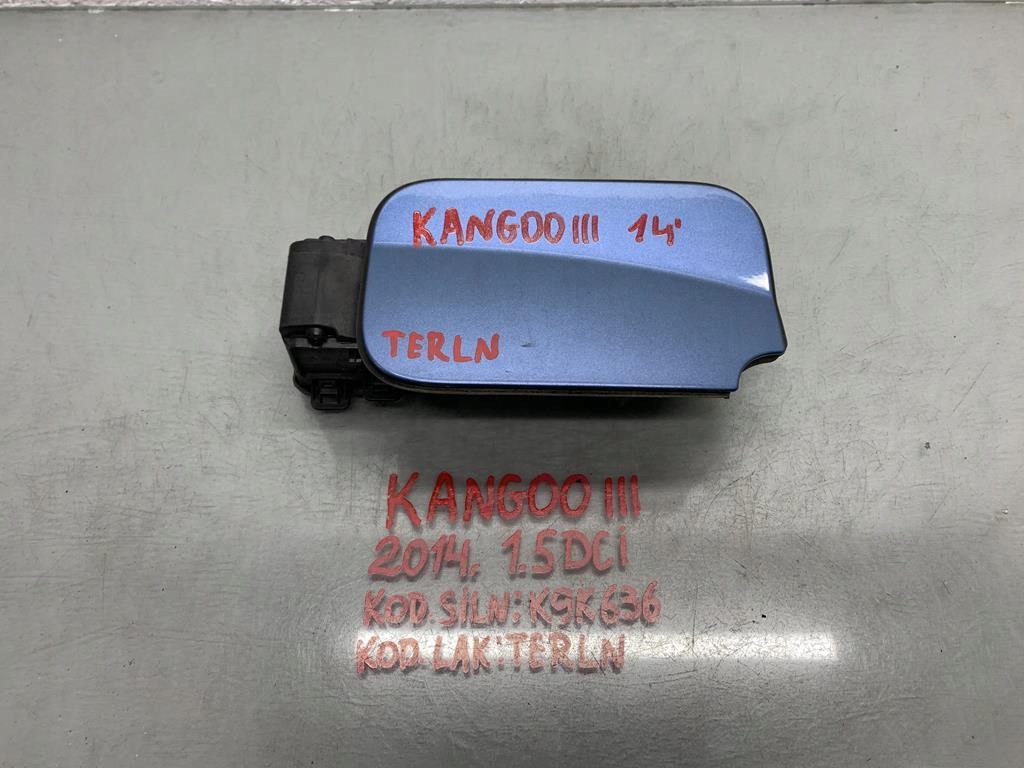 KANGOO III 14'
TERLN
KANGOO III
2014. 1.5DCi
KOD.SiLN:K9K636
KOD.LAK:TERLN